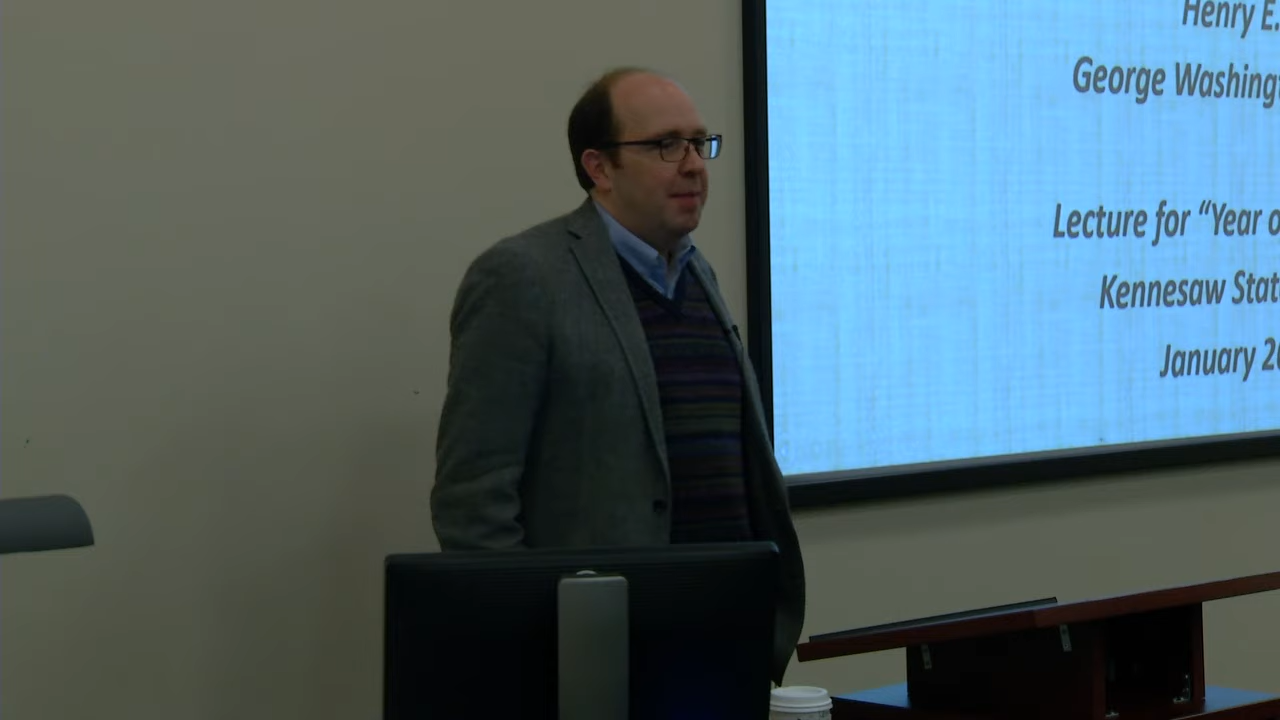 Henry E.
George Washing
Lecture for “Year o
Kennesaw Stat
January 20